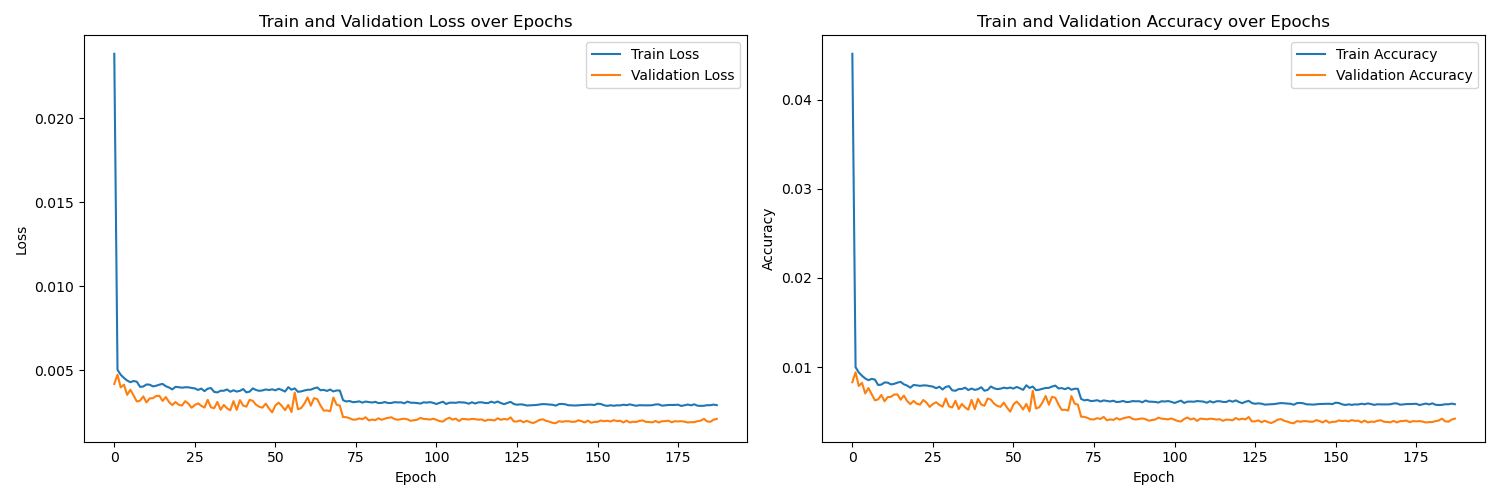 Train and Validation Loss over Epochs
Train Loss
Validation Loss
0.020
0.015
0.010
0.005
Loss
0 25 50 75 100 125 150 175
Epoch
Train and Validation Accuracy over Epochs
Train Accuracy
Validation Accuracy
0.04
0.03
0.02
0.01
Accuracy
0 25 50 75 100 125 150 175
Epoch